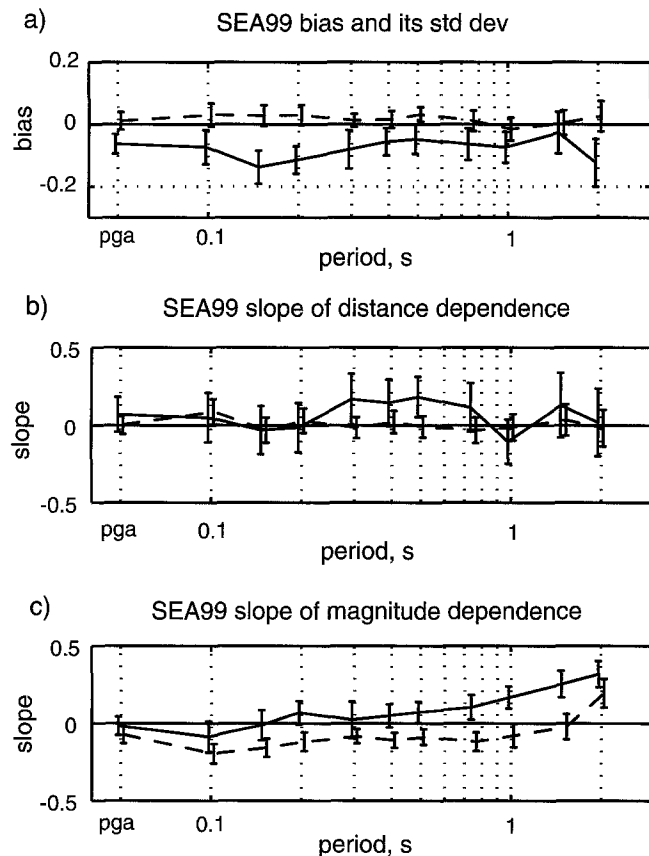 a) SEA99 bias and its std dev
0.2
0
-0.2
bias
pga 0.1 1
period, s
b) SEA99 slope of distance dependence
0.5
0
-0.5
slope
pga 0.1 1
period, s
c) SEA99 slope of magnitude dependence
0.5
0
-0.5
slope
pga 0.1 1
period, s